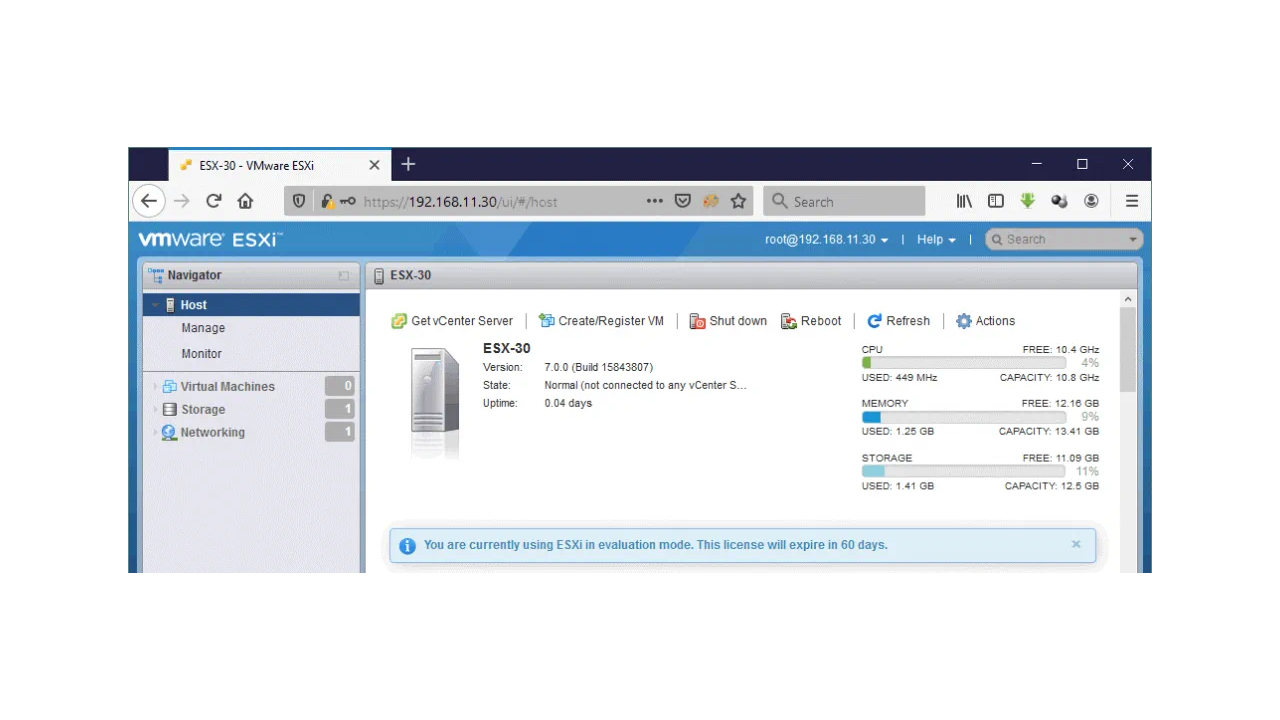 ESX-30 - VMware ESXi
https://192.168.11.30/ui/#/host
Search
vmware ESXi™
root@192.168.11.30
Help
Search
Navigator
Host
Manage
Monitor
Virtual Machines 0
Storage 1
Networking 1
ESX-30
Get vCenter Server
Create/Register VM
Shut down
Reboot
Refresh
Actions
ESX-30
Version: 7.0.0 (Build 15843807)
State: Normal (not connected to any vCenter S...
Uptime: 0.04 days
CPU FREE: 10.4 GHz
4%
USED: 449 MHz CAPACITY: 10.8 GHz
MEMORY FREE: 12.16 GB
9%
USED: 1.25 GB CAPACITY: 13.41 GB
STORAGE FREE: 11.09 GB
11%
USED: 1.41 GB CAPACITY: 12.5 GB
You are currently using ESXi in evaluation mode. This license will expire in 60 days.